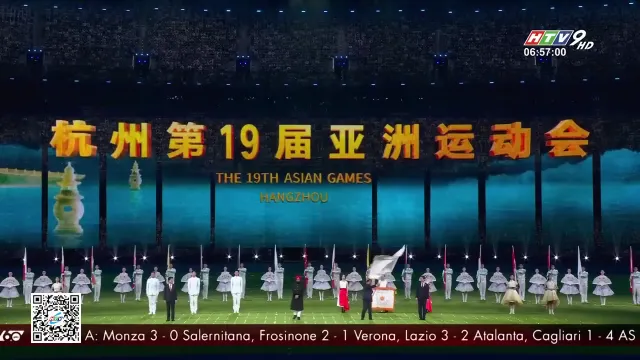 HTV9 HD
06:57:00
杭州第19届亚洲运动会
THE 19TH ASIAN GAMES
HANGZHOU
60 A: Monza 3 - 0 Salernitana, Frosinone 2 - 1 Verona, Lazio 3 - 2 Atalanta, Cagliari 1 - 4 AS